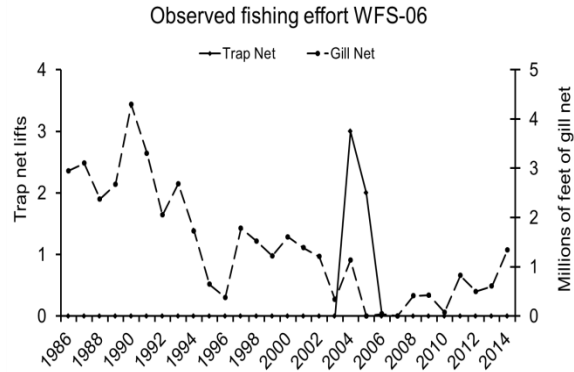 Observed fishing effort WFS-06
Trap Net Gill Net
Trap net lifts
4
3
2
1
0
Millions of feet of gill net
5
4
3
2
1
0
1986 1988 1990 1992 1994 1996 1998 2000 2002 2004 2006 2008 2010 2012 2014